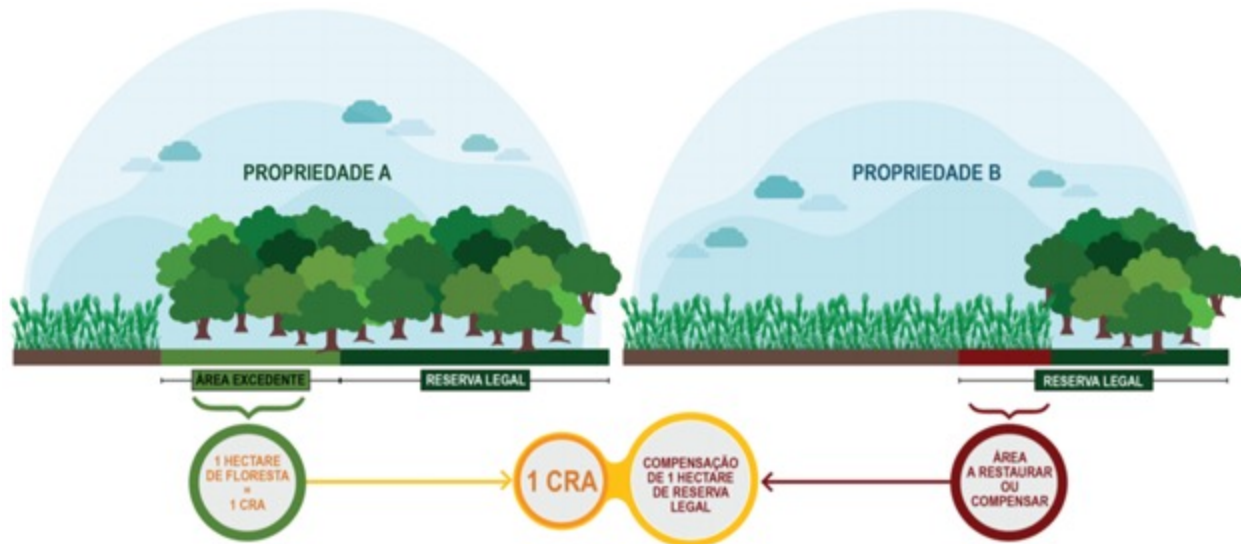 PROPRIEDADE A
PROPRIEDADE B
ÁREA EXCEDENTE
RESERVA LEGAL
RESERVA LEGAL
1 HECTARE
DE FLORESTA
=
1 CRA
1 CRA
COMPENSAÇÃO
DE 1 HECTARE
DE RESERVA
LEGAL
ÁREA
A RESTAURAR
OU
COMPENSAR